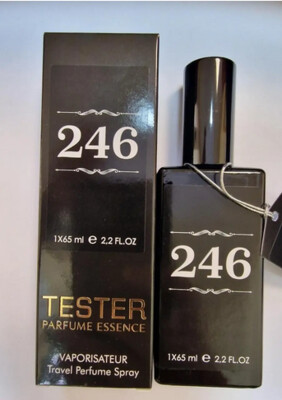 246
1X65 ml e 2.2 FL.OZ
TESTER
PARFUME ESSENCE
VAPORISATEUR
Travel Perfume Spray
246
1X65 ml e 2.2 FL.OZ